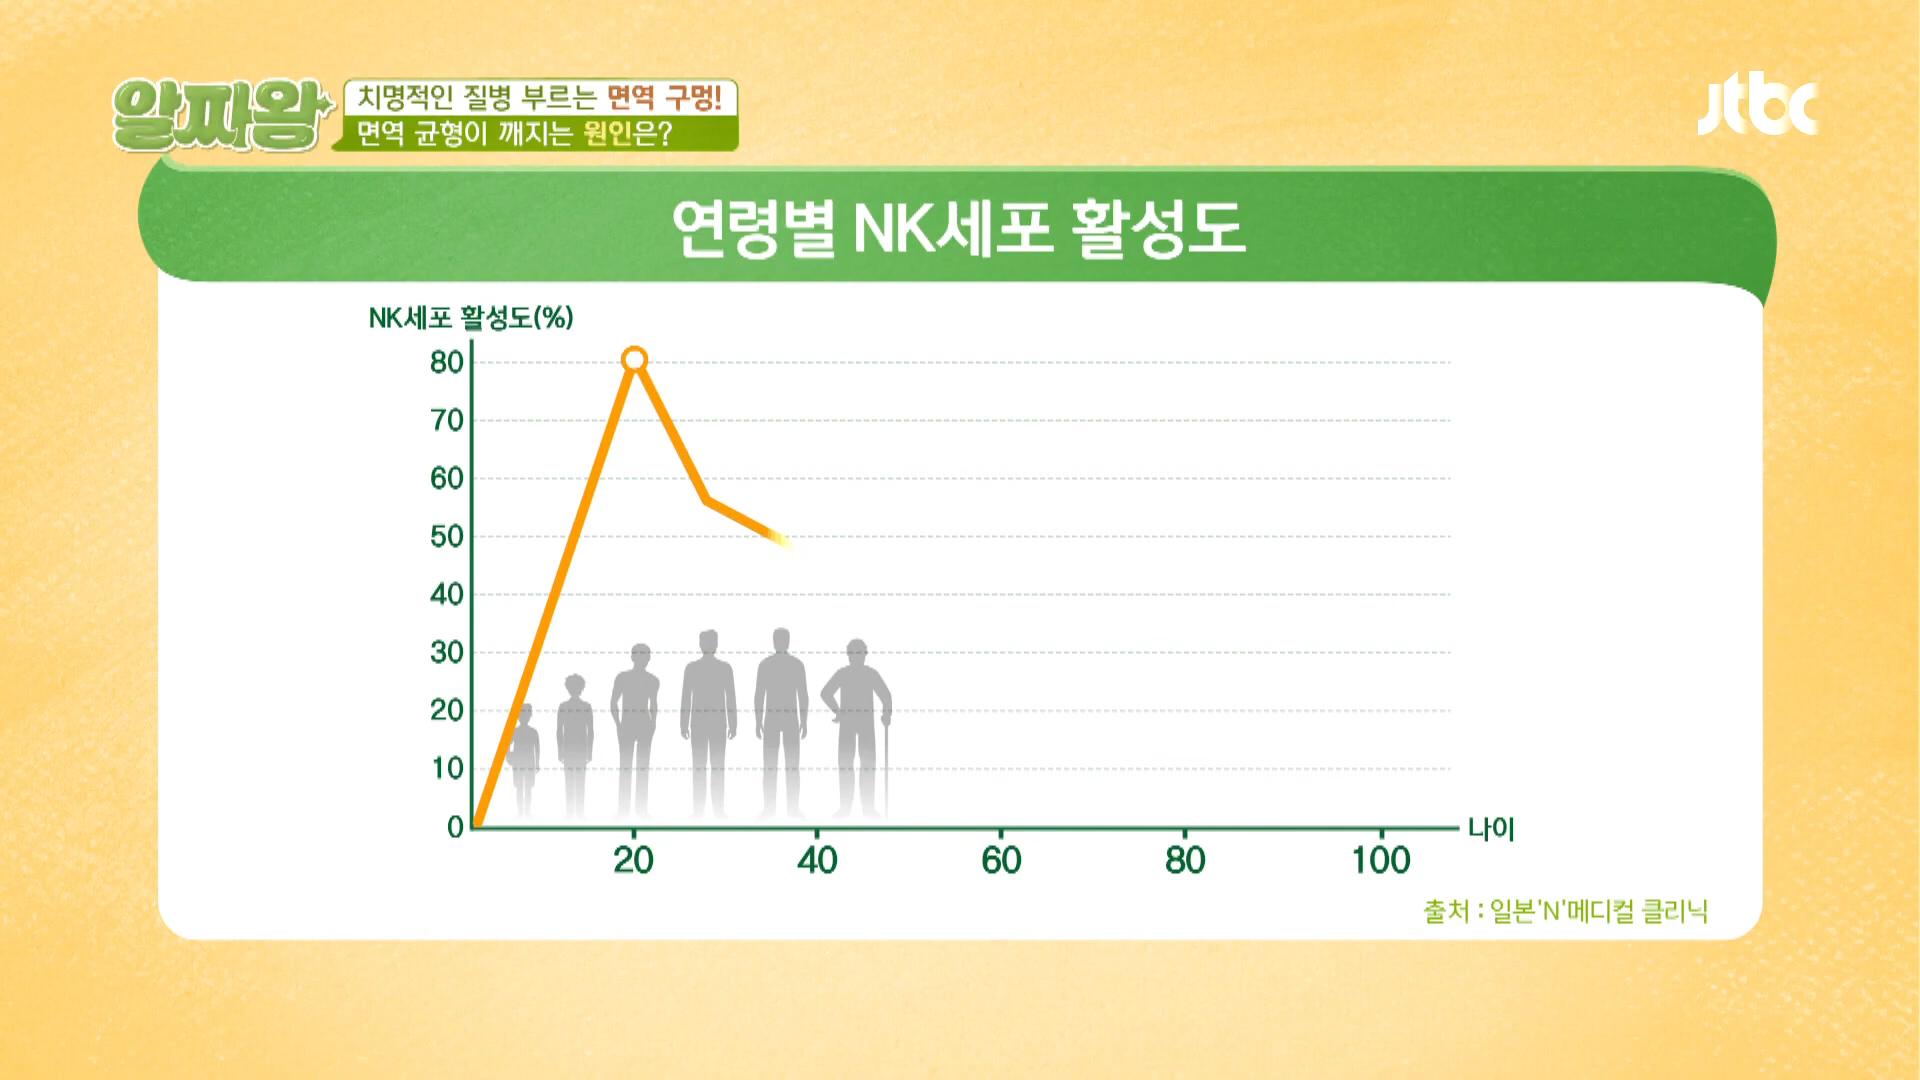 알짜왕
치명적인 질병 부르는 면역 구멍!
면역 균형이 깨지는 원인은?
jtbc
연령별 NK세포 활성도
NK세포 활성도(%)
80
70
60
50
40
30
20
10
0
20 40 60 80 100
나이
출처 : 일본'N'메디컬 클리닉